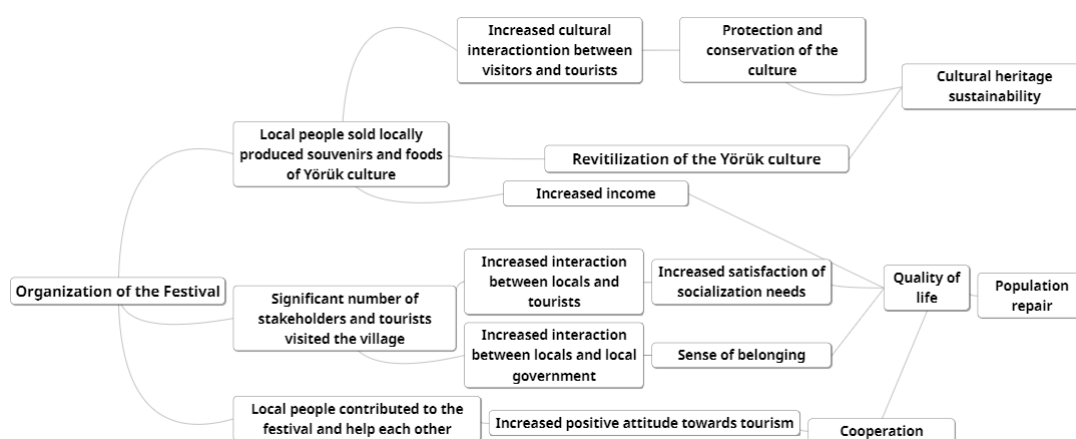 Increased cultural
interactiontion between
visitors and tourists
Protection and
conservation of the
culture
Cultural heritage
sustainability
Local people sold locally
produced souvenirs and foods
of Yörük culture
Revitilization of the Yörük culture
Increased income
Organization of the Festival
Significant number of
stakeholders and tourists
visited the village
Increased interaction
between locals and
tourists
Increased satisfaction of
socialization needs
Quality of
life
Population
repair
Increased interaction
between locals and local
government
Sense of belonging
Local people contributed to the
festival and help each other
Increased positive attitude towards tourism
Cooperation